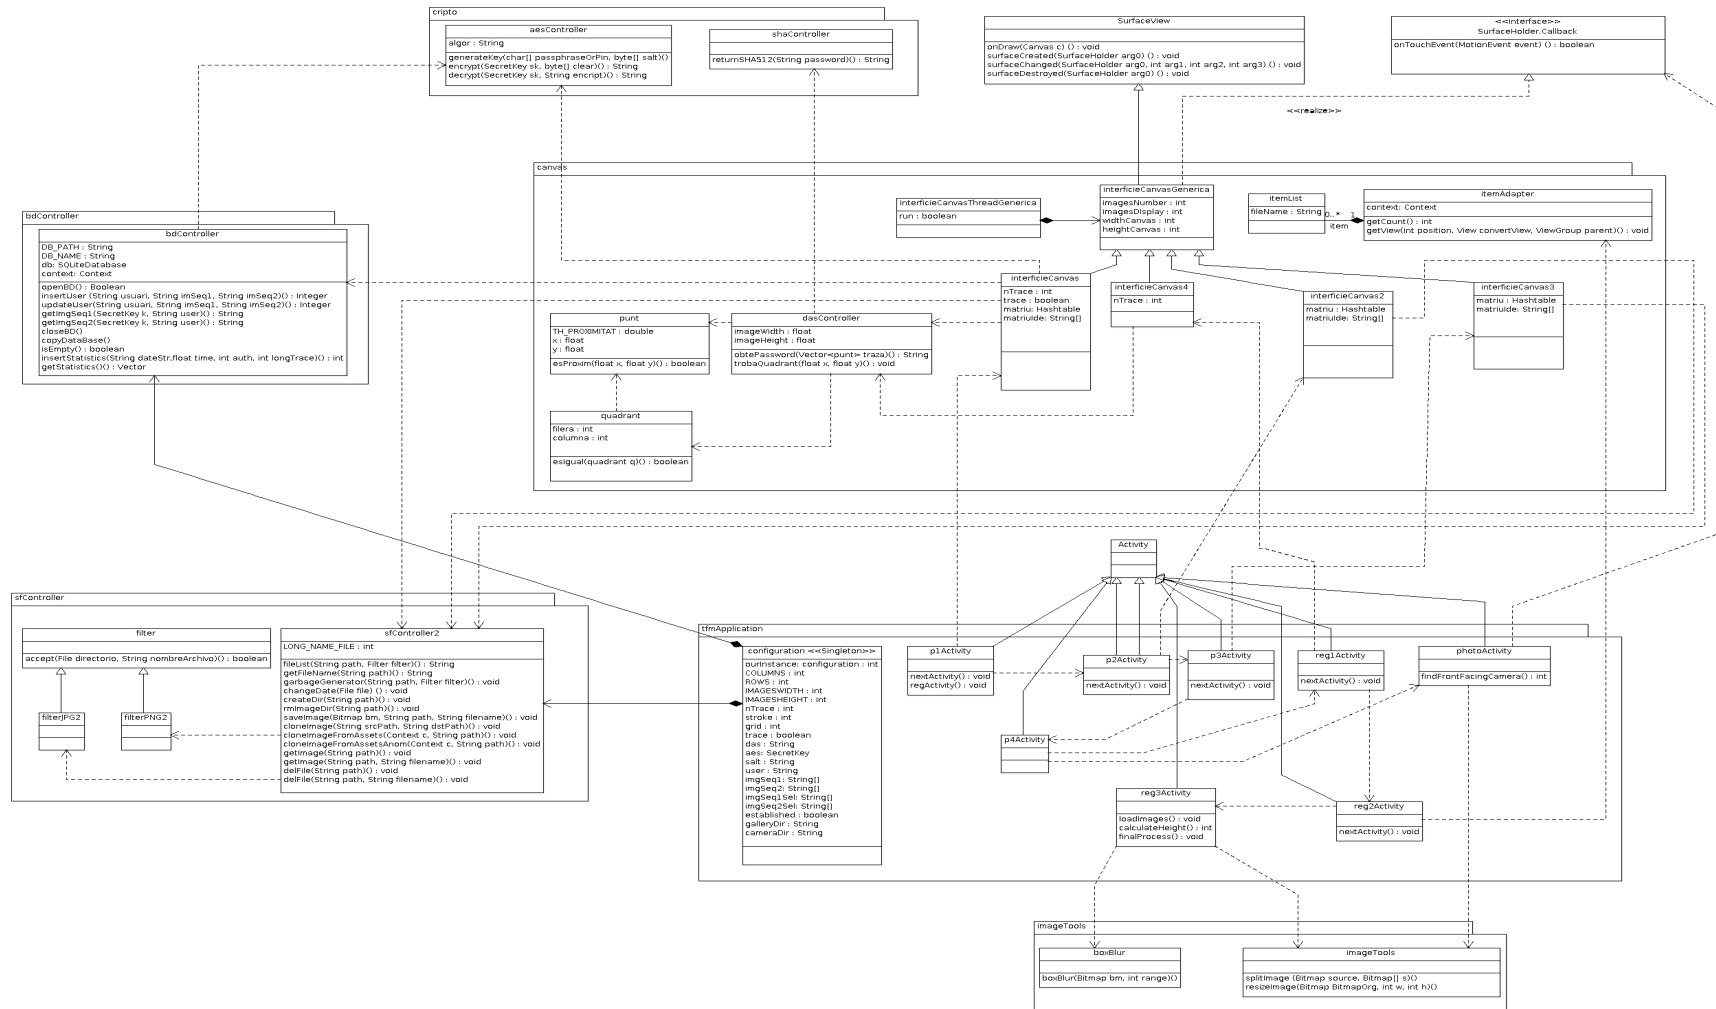 cripto
aesController
algor : String
generateKey(char[] passphraseOrPin, byte[] salt)()
encrypt(SecretKey sk, byte[] clear)() : String
decrypt(SecretKey sk, String encript)() : String
shaController
returnSHA512(String password)() : String
SurfaceView
onDraw(Canvas c) () : void
surfaceCreated(SurfaceHolder arg0) () : void
surfaceChanged(SurfaceHolder arg0, int arg1, int arg2, int arg3) () : void
surfaceDestroyed(SurfaceHolder arg0) () : void
<<interface>>
SurfaceHolder.Callback
onTouchEvent(MotionEvent event) () : boolean
<<realize>>
canvas
interficieCanvasThreadGenerica
run : boolean
interficieCanvasGenerica
imagesNumber : int
imagesDisplay : int
widthCanvas : int
heightCanvas : int
itemList
fileName : String
0..*
1
item
itemAdapter
context: Context
getCount() : int
getView(int position, View convertView, ViewGroup parent)() : void
bdController
bdController
DB_PATH : String
DB_NAME : String
db: SQLiteDatabase
context: Context
openBD() : Boolean
insertUser (String usuari, String imSeq1, String imSeq2)() : Integer
updateUser(String usuari, String imSeq1, String imSeq2)() : Integer
getImgSeq1(SecretKey k, String user)() : String
getImgSeq2(SecretKey k, String user)() : String
closeBD()
copyDataBase()
isEmpty() : boolean
insertStatistics(String dateStr,float time, int auth, int longTrace)() : int
getStatistics()() : Vector
punt
TH_PROXIMITAT : double
x : float
y : float
esProxim(float x, float y)() : boolean
dasController
imageWidth : float
imageHeight : float
obtePassword(Vector<punt> traza)() : String
trobaQuadrant(float x, float y)() : void
interficieCanvas
nTrace : int
trace : boolean
matriu: Hashtable
matriuIde: String[]
interficieCanvas4
nTrace : int
interficieCanvas2
matriu : Hashtable
matriuIde: String[]
interficieCanvas3
matriu : Hashtable
matriuIde: String[]
quadrant
filera : int
columna : int
esIgual(quadrant q)() : boolean
Activity
sfController
filter
accept(File directorio, String nombreArchivo)() : boolean
filterJPG2
filterPNG2
sfController2
LONG_NAME_FILE : int
fileList(String path, Filter filter)() : String
getFileName(String path)() : String
garbageGenerator(String path, Filter filter)() : void
changeDate(File file) () : void
createDir(String path)() : void
rmImageDir(String path)() : void
saveImage(Bitmap bm, String path, String filename)() : void
cloneImage(String srcPath, String dstPath)() : void
cloneImageFromAssets(Context c, String path)() : void
cloneImageFromAssetsAnom(Context c, String path)() : void
getImage(String path)() : void
getImage(String path, String filename)() : void
delFile(String path)() : void
delFile(String path, String filename)() : void
tfmApplication
configuration <<Singleton>>
ourInstance: configuration : int
COLUMNS : int
ROWS : int
IMAGESWIDTH : int
IMAGESHEIGHT : int
nTrace : int
stroke : int
grid : int
trace : boolean
das : String
aes: SecretKey
salt : String
user : String
imgSeq1: String[]
imgSeq2: String[]
imgSeq1Sel: String[]
imgSeq2Sel: String[]
established : boolean
galleryDir : String
cameraDir : String
p1Activity
nextActivity() : void
regActivity() : void
p2Activity
nextActivity() : void
p3Activity
nextActivity() : void
reg1Activity
nextActivity() : void
photoActivity
findFrontFacingCamera() : int
p4Activity
reg3Activity
loadImages() : void
calculateHeight() : int
finalProcess() : void
reg2Activity
nextActivity() : void
imageTools
boxBlur
boxBlur(Bitmap bm, int range)()
imageTools
splitImage (Bitmap source, Bitmap[] s)()
resizeImage(Bitmap BitmapOrg, int w, int h)()